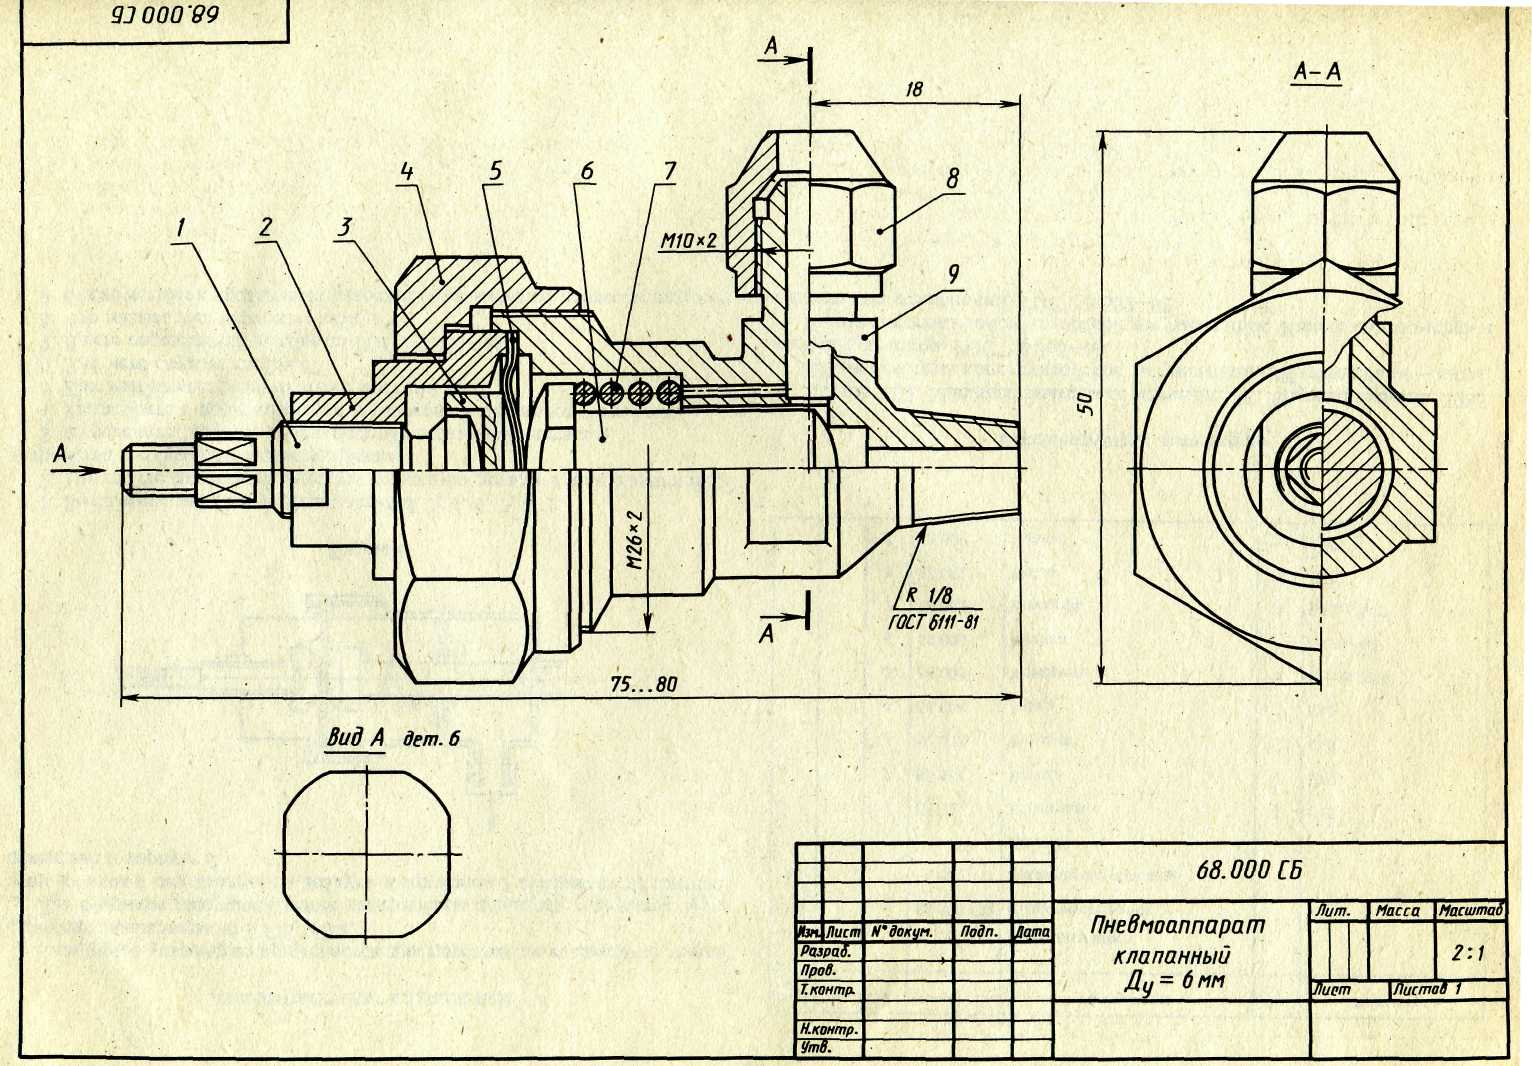 68.000 СБ
А
А-А
18
1
2
3
4
5
6
7
8
М10×2
9
50
А
М26×2
R 1/8
ГОСТ 6111-81
А
75...80
Вид А дет. 6
68.000 СБ
Изм. Лист N° докум. Подп. Дата
Разраб.
Пров.
Т.контр.
Н.контр.
Утв.
Пневмоаппарат
клапанный
Ду = 6 мм
Лит. Масса Масштаб
2:1
Лист Листов 1